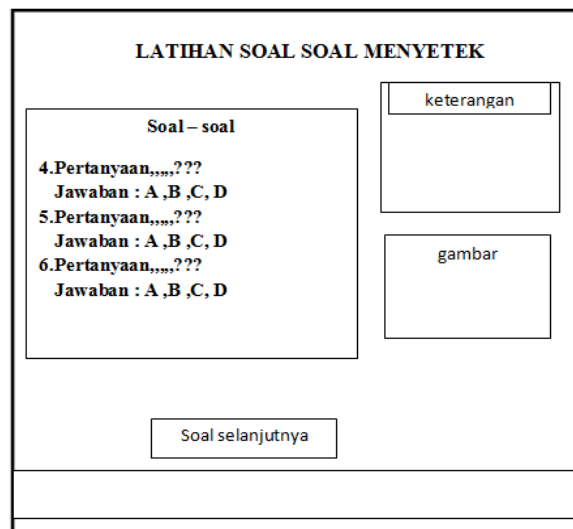 LATIHAN SOAL SOAL MENYETEK
keterangan
Soal – soal
4.Pertanyaan,,,,,???
Jawaban : A ,B ,C, D
5.Pertanyaan,,,,,???
Jawaban : A ,B ,C, D
6.Pertanyaan,,,,,???
Jawaban : A ,B ,C, D
gambar
Soal selanjutnya